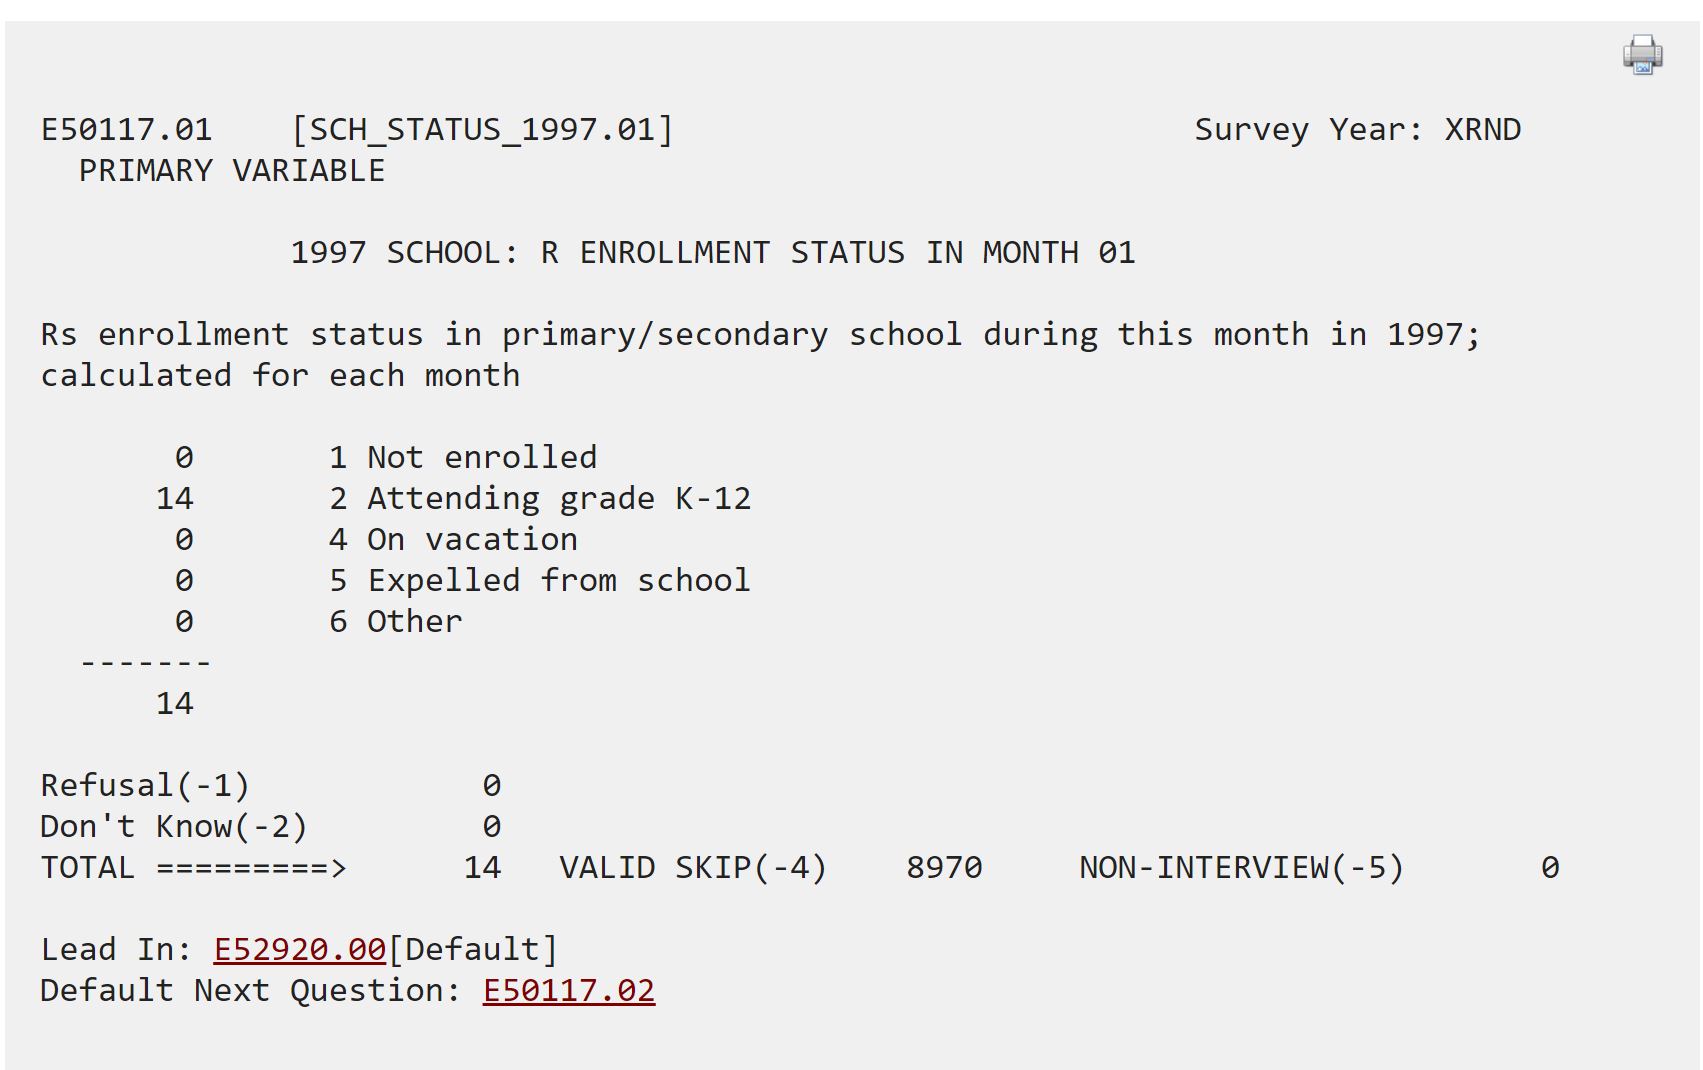 E50117.01    [SCH_STATUS_1997.01]                           Survey Year: XRND
  PRIMARY VARIABLE
             1997 SCHOOL: R ENROLLMENT STATUS IN MONTH 01
Rs enrollment status in primary/secondary school during this month in 1997;
calculated for each month
       0       1 Not enrolled
      14       2 Attending grade K-12
       0       4 On vacation
       0       5 Expelled from school
       0       6 Other
  -------
      14
Refusal(-1)            0
Don't Know(-2)         0
TOTAL =========>      14   VALID SKIP(-4)    8970     NON-INTERVIEW(-5)       0
Lead In: E52920.00[Default]
Default Next Question: E50117.02